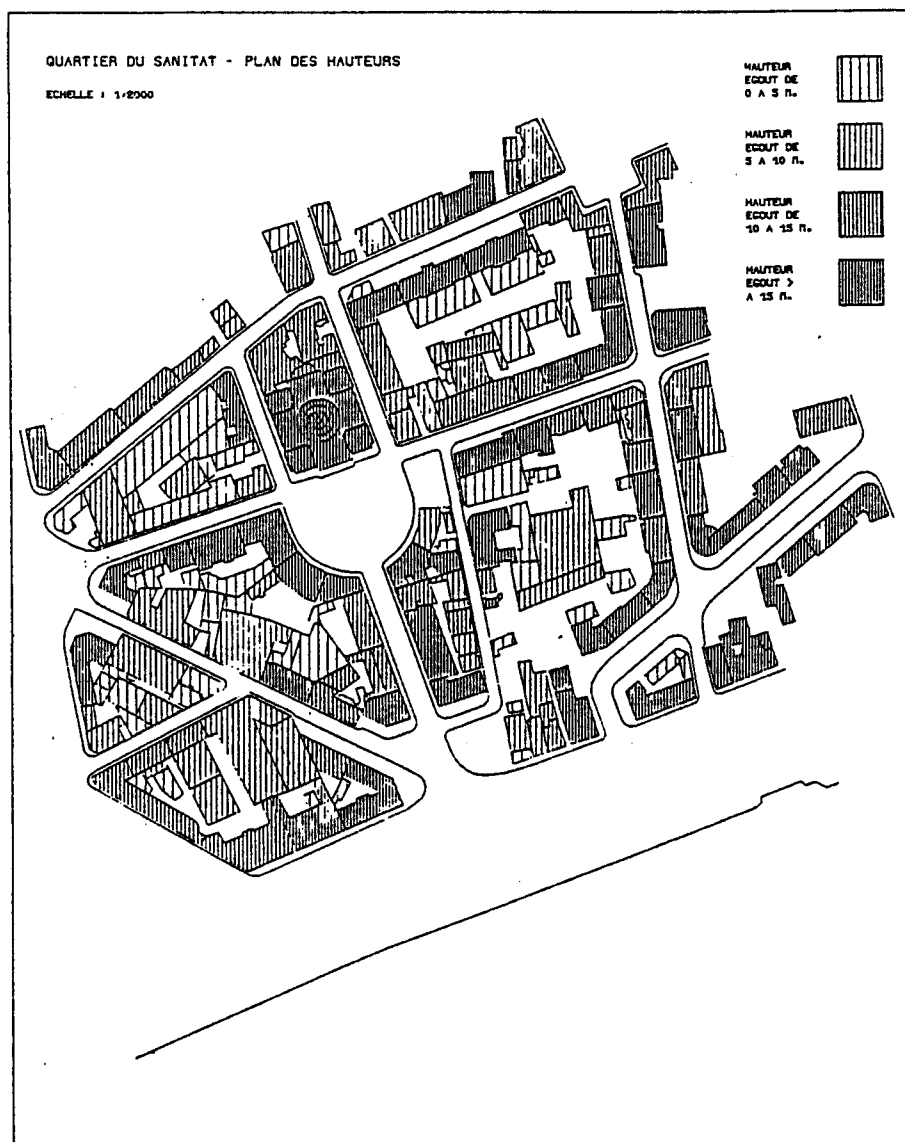 QUARTIER DU SANITAT - PLAN DES HAUTEURS
ECHELLE : 1/2000
HAUTEUR
EGOUT DE
0 A 5 M.
HAUTEUR
EGOUT DE
5 A 10 M.
HAUTEUR
EGOUT DE
10 A 15 M.
HAUTEUR
EGOUT >
A 15 M.